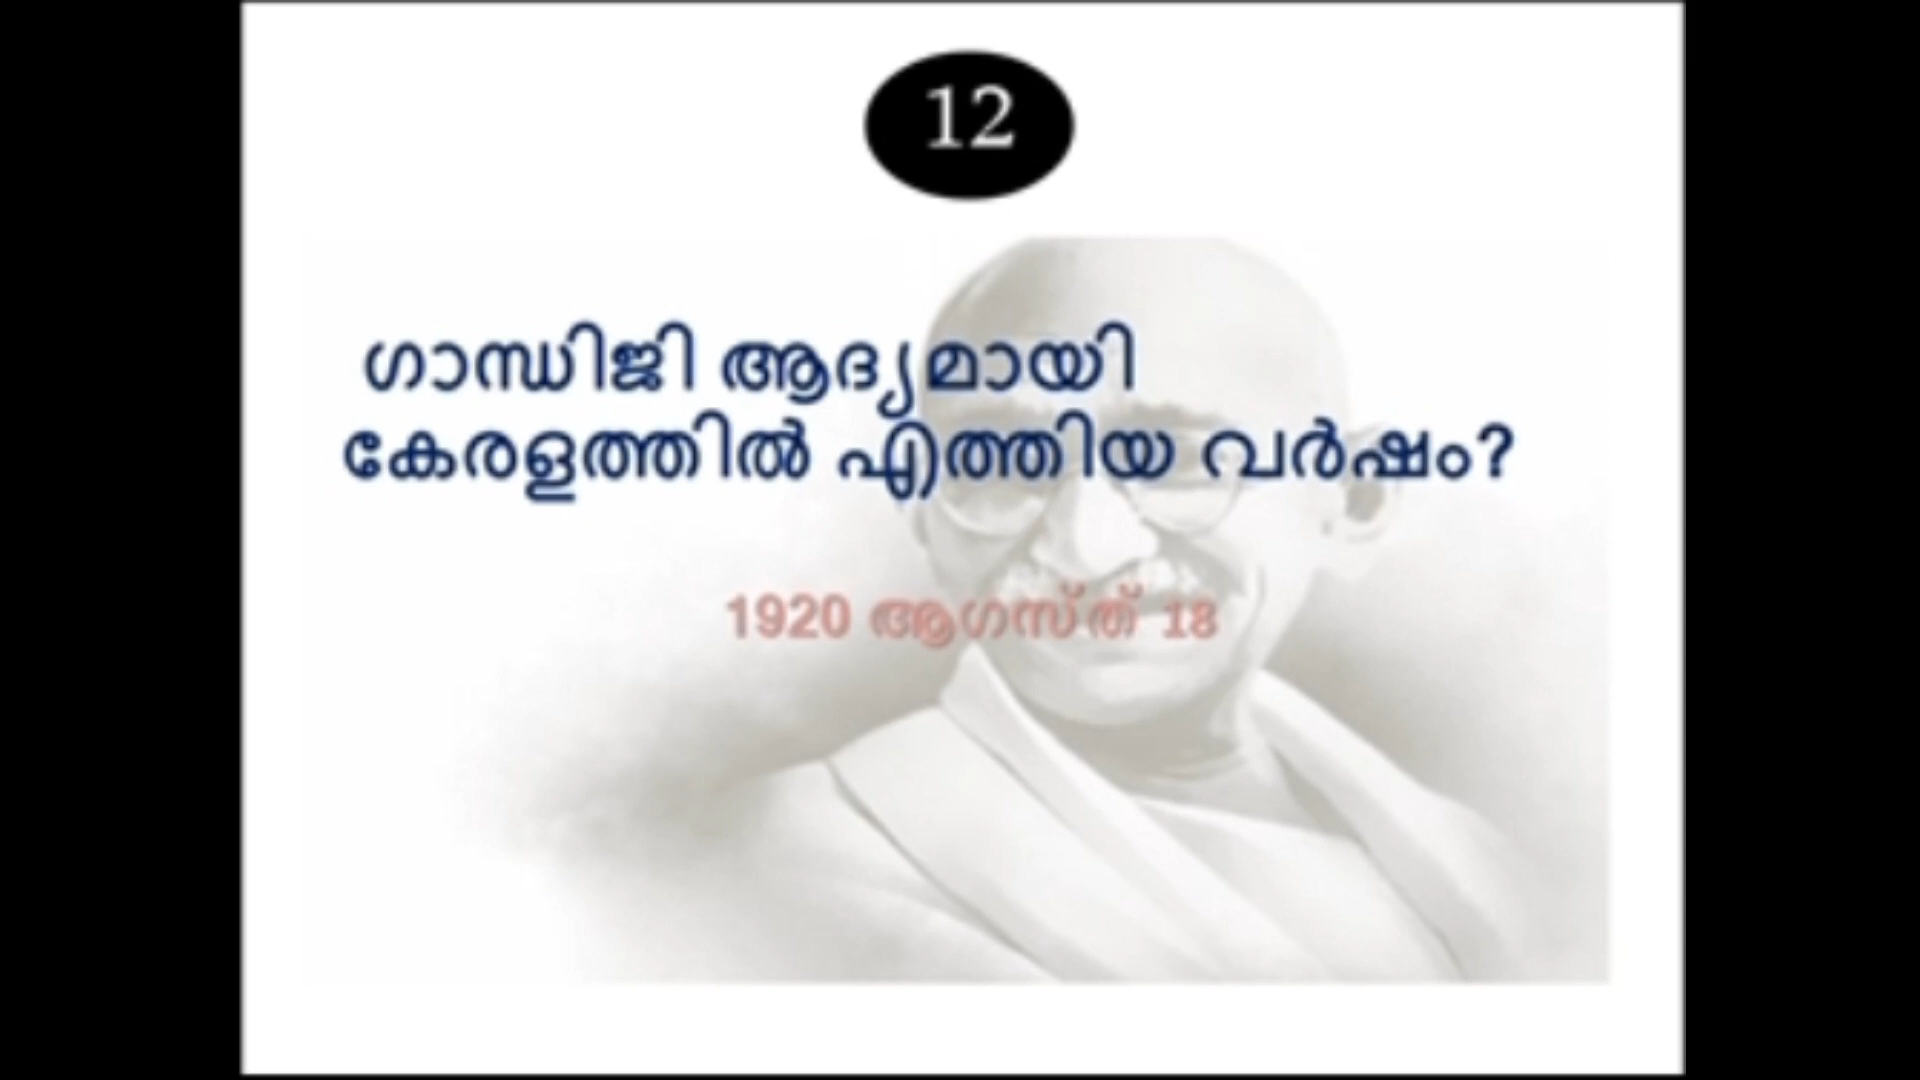 12
ഗാന്ധിജി ആദ്യമായി
കേരളത്തിൽ എത്തിയ വർഷം?
1920 ആഗസ്ത് 18